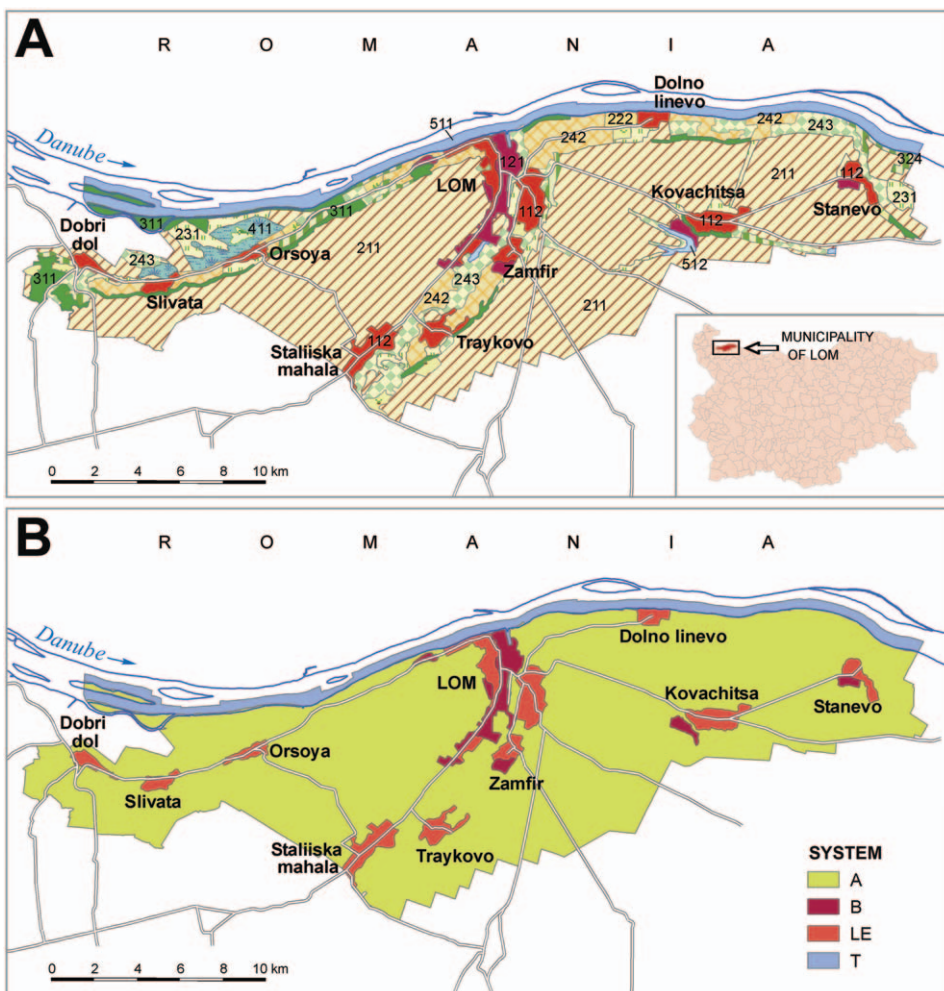 A
R O M A N I A
Dolno
linevo
511
222
242
242
243
Danube
121
324
LOM
Kovachitsa
112
311
411
311
231
211
112
112
Stanevo
231
Dobri
dol
243
Orsoya
211
311
Slivata
243
Zamfir
512
242
211
112
Traykovo
Staliiska
mahala
MUNICIPALITY
OF LOM
0 2 4 6 8 10 km
B
R O M A N I A
Danube
Dolno linevo
LOM
Kovachitsa
Stanevo
Dobri
dol
Orsoya
Slivata
Zamfir
Staliiska
mahala
Traykovo
SYSTEM
A
B
LE
T
0 2 4 6 8 10 km